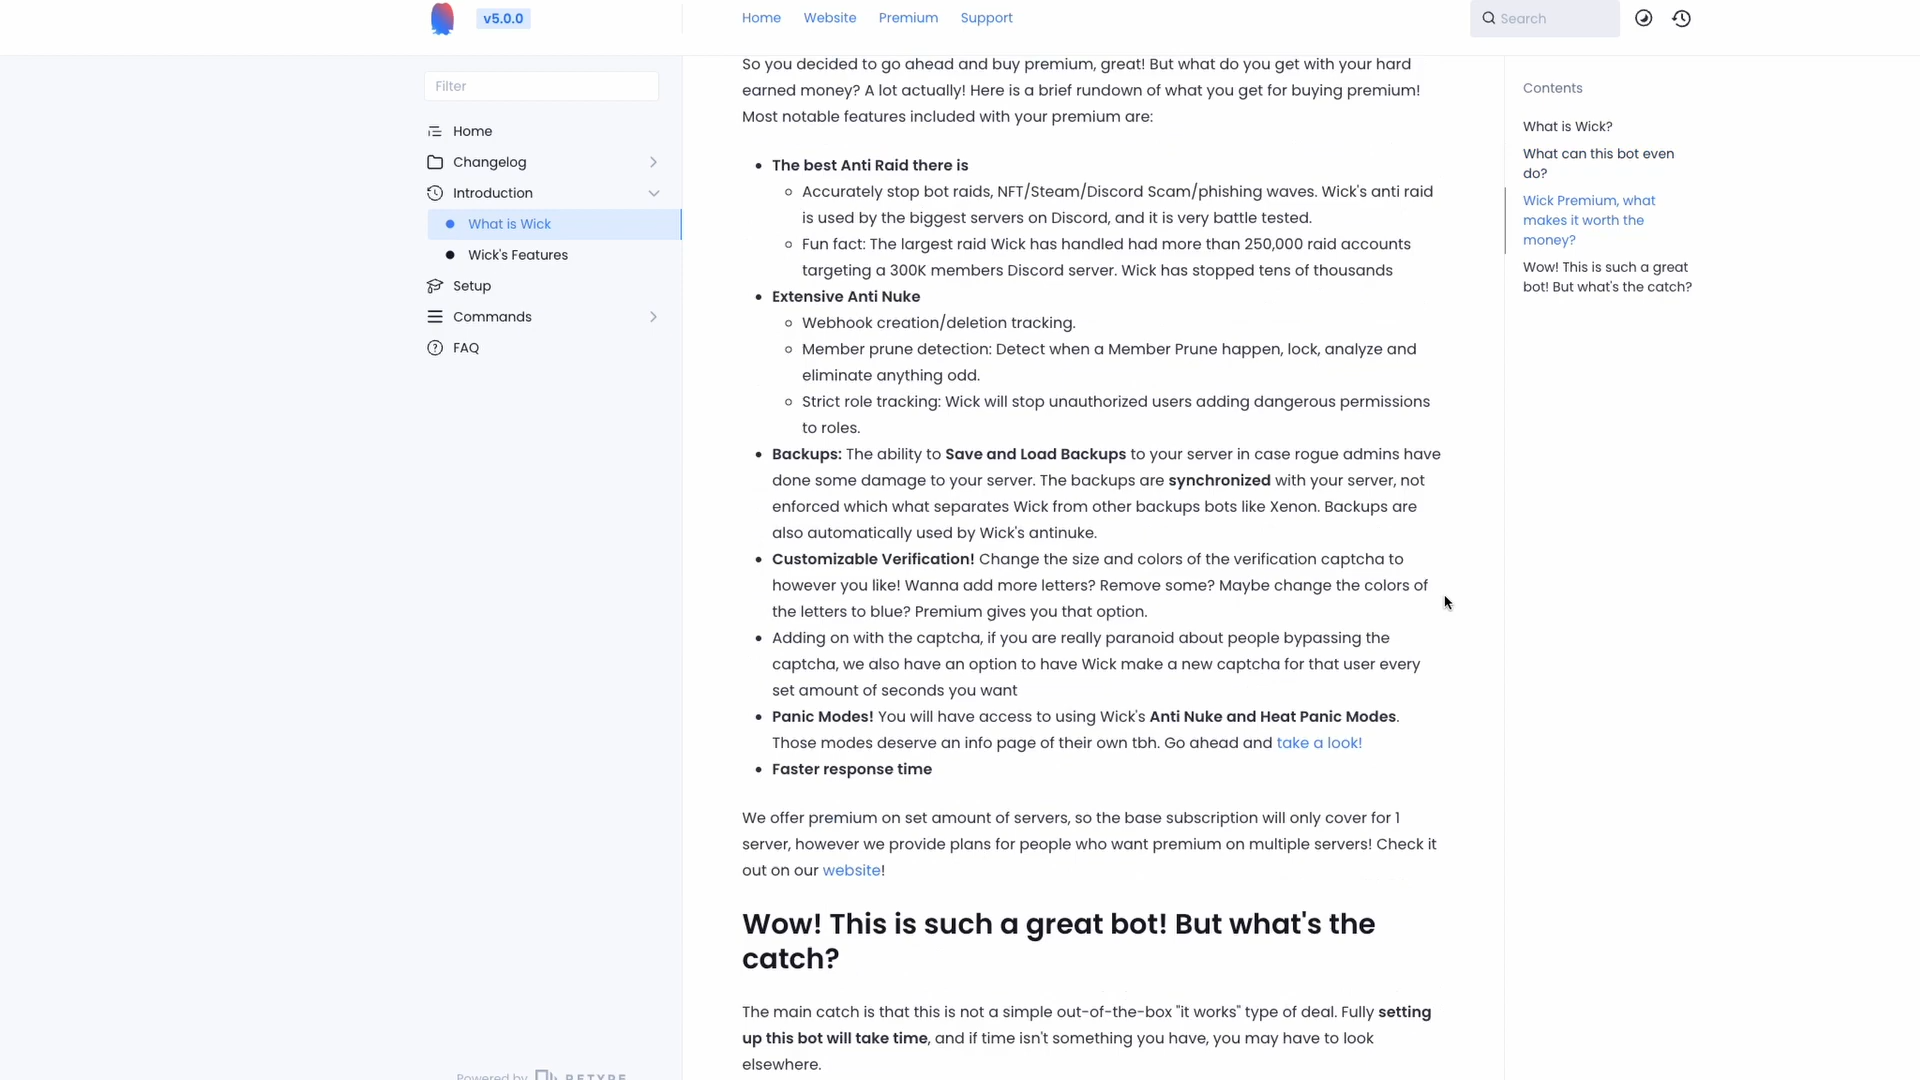 v5.0.0
Home Website Premium Support
Search
Filter
Home
Changelog
Introduction
What is Wick
Wick's Features
Setup
Commands
FAQ
So you decided to go ahead and buy premium, great! But what do you get with your hard
earned money? A lot actually! Here is a brief rundown of what you get for buying premium!
Most notable features included with your premium are:
The best Anti Raid there is
Accurately stop bot raids, NFT/Steam/Discord Scam/phishing waves. Wick's anti raid
is used by the biggest servers on Discord, and it is very battle tested.
Fun fact: The largest raid Wick has handled had more than 250,000 raid accounts
targeting a 300K members Discord server. Wick has stopped tens of thousands
Extensive Anti Nuke
Webhook creation/deletion tracking.
Member prune detection: Detect when a Member Prune happen, lock, analyze and
eliminate anything odd.
Strict role tracking: Wick will stop unauthorized users adding dangerous permissions
to roles.
Backups: The ability to Save and Load Backups to your server in case rogue admins have
done some damage to your server. The backups are synchronized with your server, not
enforced which what separates Wick from other backups bots like Xenon. Backups are
also automatically used by Wick's antinuke.
Customizable Verification! Change the size and colors of the verification captcha to
however you like! Wanna add more letters? Remove some? Maybe change the colors of
the letters to blue? Premium gives you that option.
Adding on with the captcha, if you are really paranoid about people bypassing the
captcha, we also have an option to have Wick make a new captcha for that user every
set amount of seconds you want
Panic Modes! You will have access to using Wick's Anti Nuke and Heat Panic Modes.
Those modes deserve an info page of their own tbh. Go ahead and take a look!
Faster response time
We offer premium on set amount of servers, so the base subscription will only cover for 1
server, however we provide plans for people who want premium on multiple servers! Check it
out on our website!
Wow! This is such a great bot! But what's the
catch?
The main catch is that this is not a simple out-of-the-box "it works" type of deal. Fully setting
up this bot will take time, and if time isn't something you have, you may have to look
elsewhere.
Contents
What is Wick?
What can this bot even
do?
Wick Premium, what
makes it worth the
money?
Wow! This is such a great
bot! But what's the catch?
Powered by RETYPE